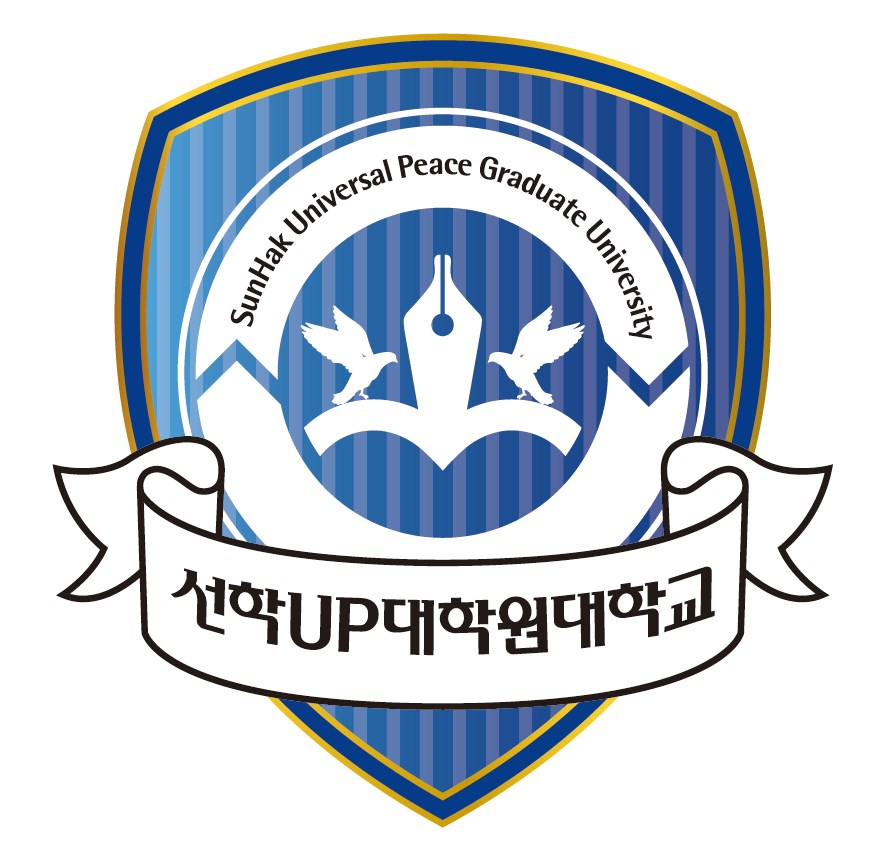 SunHak Universal Peace Graduate University
선학UP대학원대학교